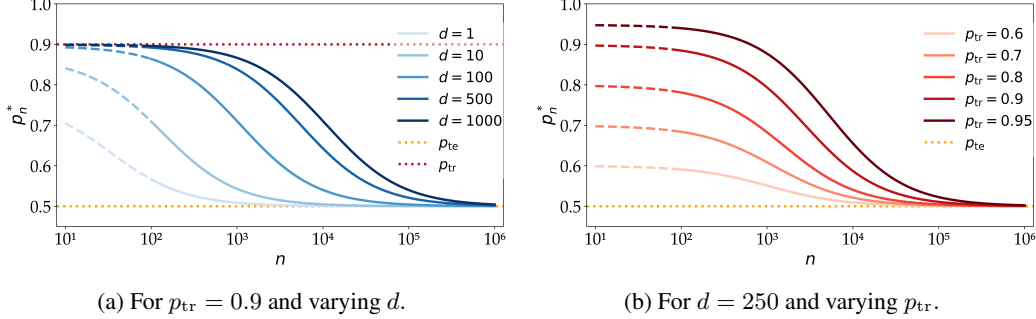 1.0
0.9
0.8
0.7
0.6
0.5
p*n
10¹ 10² 10³ 10⁴ 10⁵ 10⁶
n
d = 1
d = 10
d = 100
d = 500
d = 1000
pte
ptr
(a) For ptr = 0.9 and varying d.
1.0
0.9
0.8
0.7
0.6
0.5
p*n
10¹ 10² 10³ 10⁴ 10⁵ 10⁶
n
ptr = 0.6
ptr = 0.7
ptr = 0.8
ptr = 0.9
ptr = 0.95
pte
(b) For d = 250 and varying ptr.